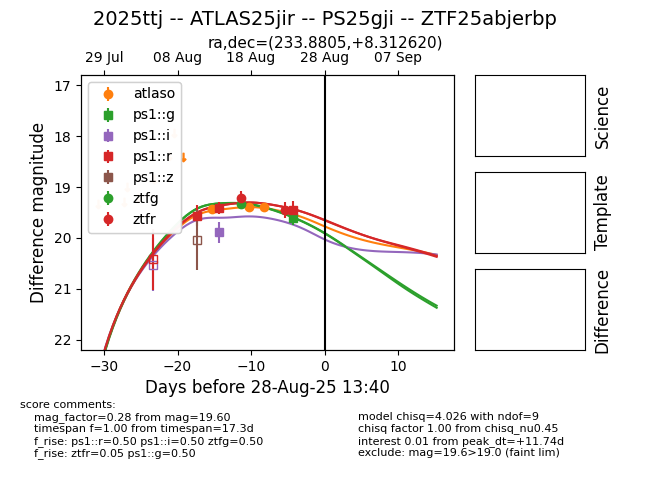 2025ttj -- ATLAS25jir -- PS25gji -- ZTF25abjerbp
ra,dec=(233.8805,+8.312620)
29 Jul 08 Aug 18 Aug 28 Aug 07 Sep
17
18
19
20
21
22
Difference magnitude
atlaso
ps1::g
ps1::i
ps1::r
ps1::z
ztfg
ztfr
−30 −20 −10 0 10
Days before 28-Aug-25 13:40
Science
Template
Difference
score comments:
mag_factor=0.28 from mag=19.60
timespan f=1.00 from timespan=17.3d
f_rise: ps1::r=0.50 ps1::i=0.50 ztfg=0.50
f_rise: ztfr=0.05 ps1::g=0.50
model chisq=4.026 with ndof=9
chisq factor 1.00 from chisq_nu0.45
interest 0.01 from peak_dt=+11.74d
exclude: mag=19.6>19.0 (faint lim)